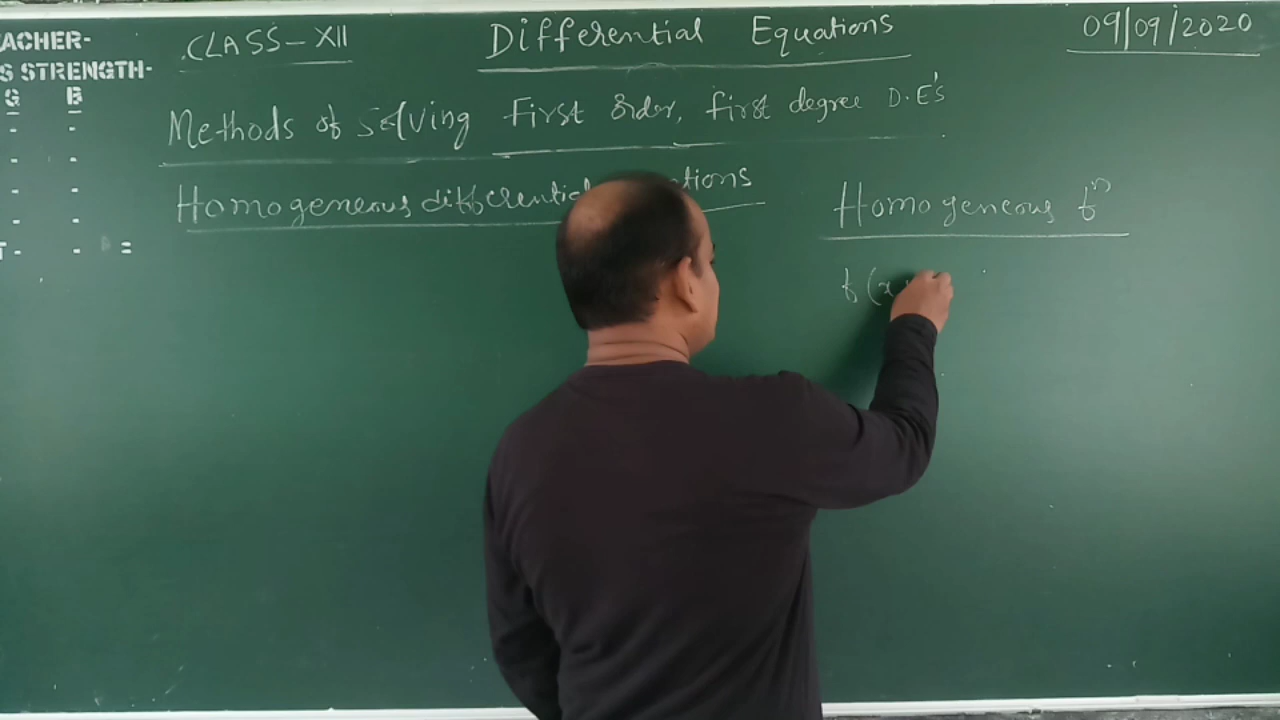 ACHER-
S STRENGTH-
G B
CLASS-XII
Differential Equations
09/09/2020
Methods of Solving First Order, first degree D.E's
Homogeneous differential
Homogeneous fⁿ
f(x